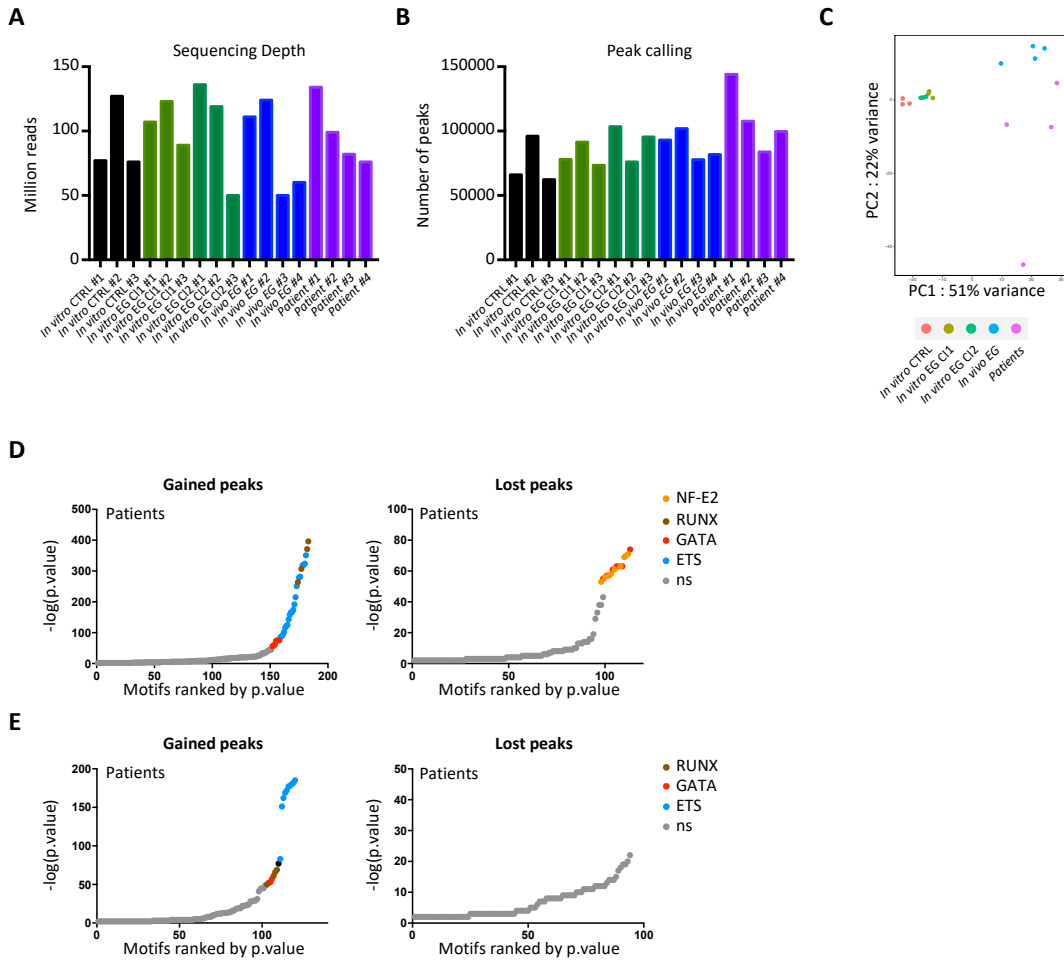 A
Sequencing Depth
Million reads
150
100
50
0
In vitro CTRL #1
In vitro CTRL #2
In vitro CTRL #3
In vitro EG Cl1 #1
In vitro EG Cl1 #2
In vitro EG Cl1 #3
In vitro EG Cl2 #1
In vitro EG Cl2 #2
In vitro EG Cl2 #3
In vivo EG #1
In vivo EG #2
In vivo EG #3
In vivo EG #4
Patient #1
Patient #2
Patient #3
Patient #4
B
Peak calling
Number of peaks
150000
100000
50000
0
In vitro CTRL #1
In vitro CTRL #2
In vitro CTRL #3
In vitro EG Cl1 #1
In vitro EG Cl1 #2
In vitro EG Cl1 #3
In vitro EG Cl2 #1
In vitro EG Cl2 #2
In vitro EG Cl2 #3
In vivo EG #1
In vivo EG #2
In vivo EG #3
In vivo EG #4
Patient #1
Patient #2
Patient #3
Patient #4
C
PC2 : 22% variance
0
-20
-40
-20
-10
0
10
20
30
PC1 : 51% variance
In vitro CTRL
In vitro EG Cl1
In vitro EG Cl2
In vivo EG
Patients
D
Gained peaks
Patients
-log(p.value)
500
400
300
200
100
0
0 50 100 150 200
Motifs ranked by p.value
Lost peaks
Patients
-log(p.value)
100
80
60
40
20
0
0 50 100
Motifs ranked by p.value
NF-E2
RUNX
GATA
ETS
ns
E
Gained peaks
Patients
-log(p.value)
200
150
100
50
0
0 50 100
Motifs ranked by p.value
Lost peaks
Patients
-log(p.value)
50
40
30
20
10
0
0 50 100
Motifs ranked by p.value
RUNX
GATA
ETS
ns